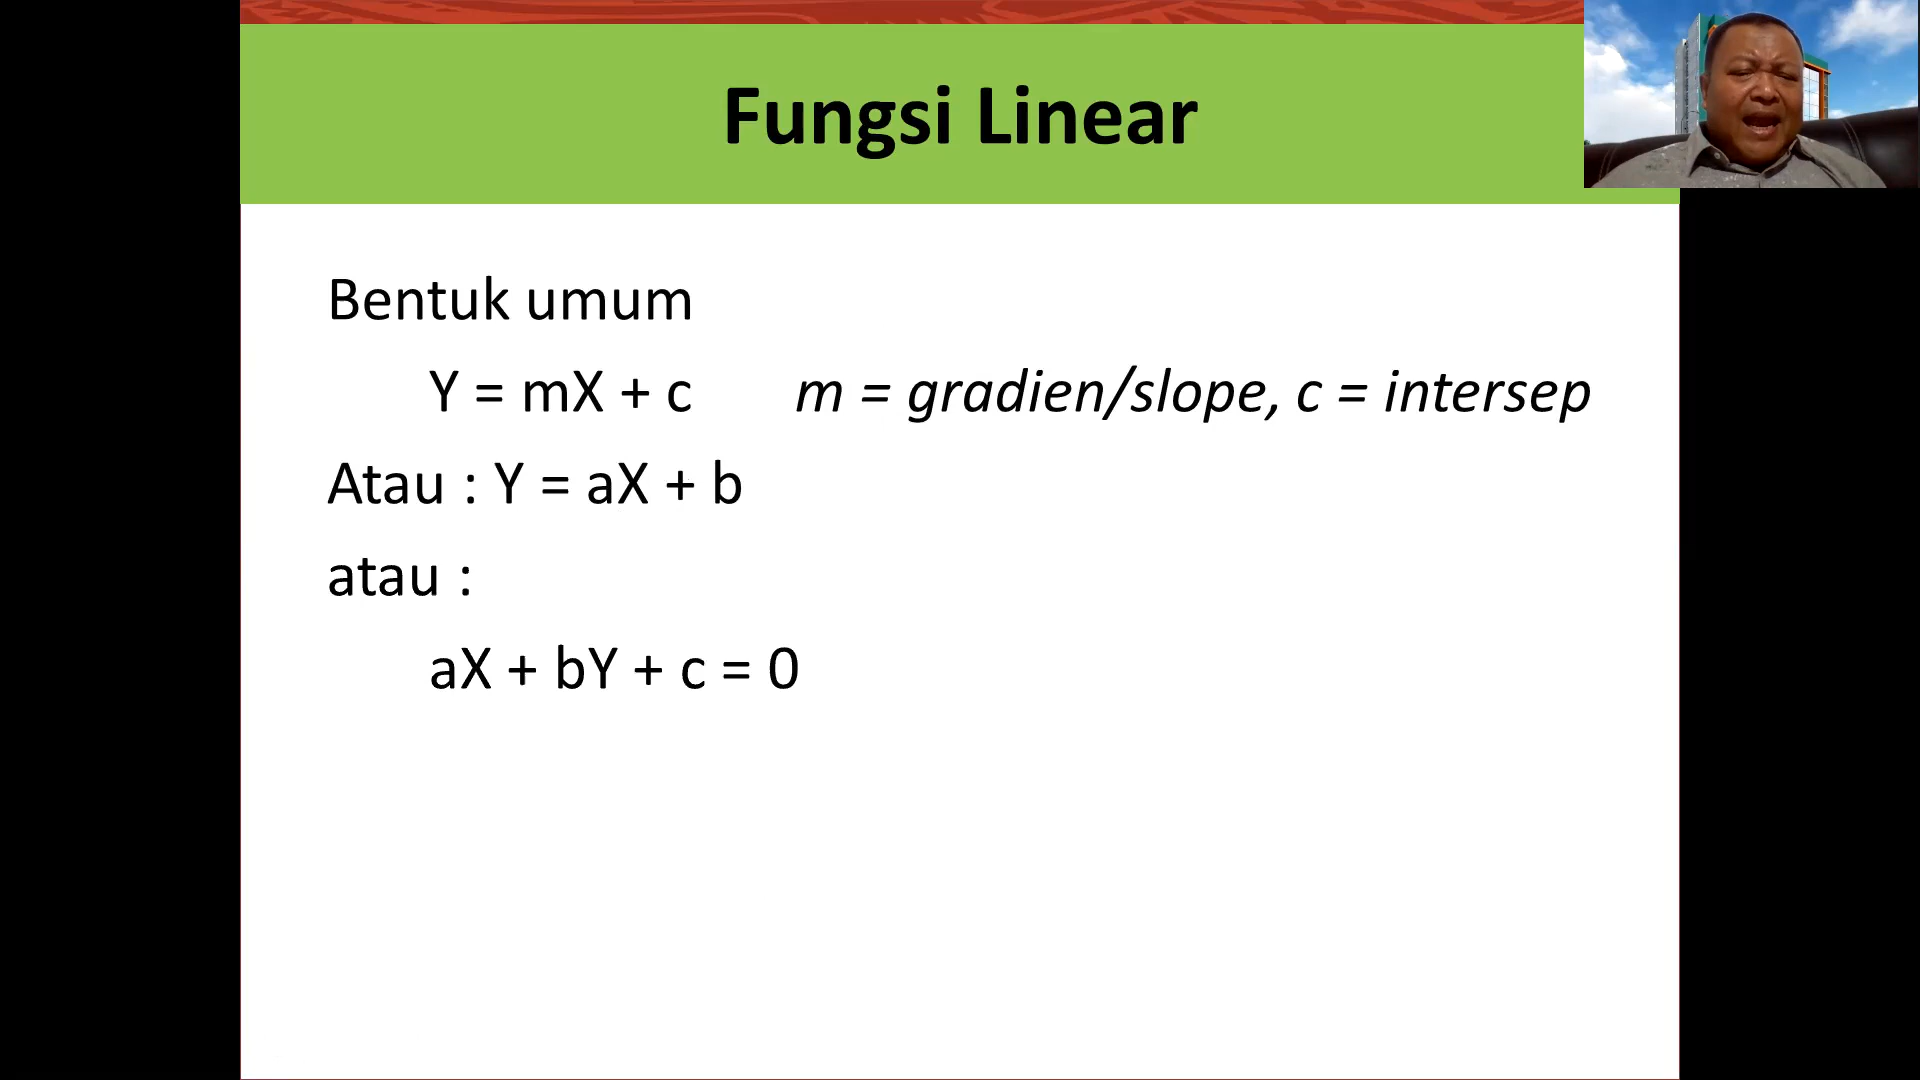 Fungsi Linear
Bentuk umum
Y = mX + c m = gradien/slope, c = intersep
Atau : Y = aX + b
atau :
aX + bY + c = 0